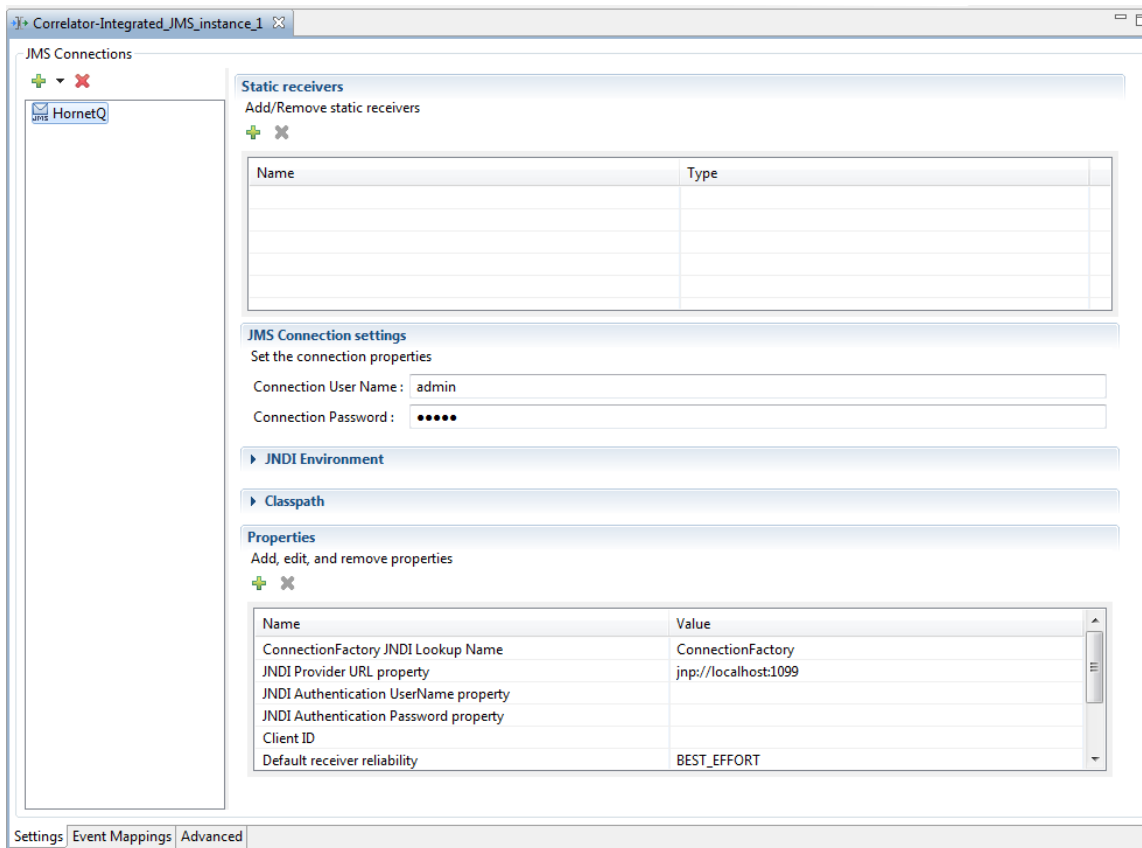 Correlator-Integrated_JMS_instance_1
JMS Connections
HornetQ
Static receivers
Add/Remove static receivers
Name Type
JMS Connection settings
Set the connection properties
Connection User Name : admin
Connection Password : •••••
JNDI Environment
Classpath
Properties
Add, edit, and remove properties
Name Value
ConnectionFactory JNDI Lookup Name ConnectionFactory
JNDI Provider URL property jnp://localhost:1099
JNDI Authentication UserName property
JNDI Authentication Password property
Client ID
Default receiver reliability BEST_EFFORT
Settings Event Mappings Advanced